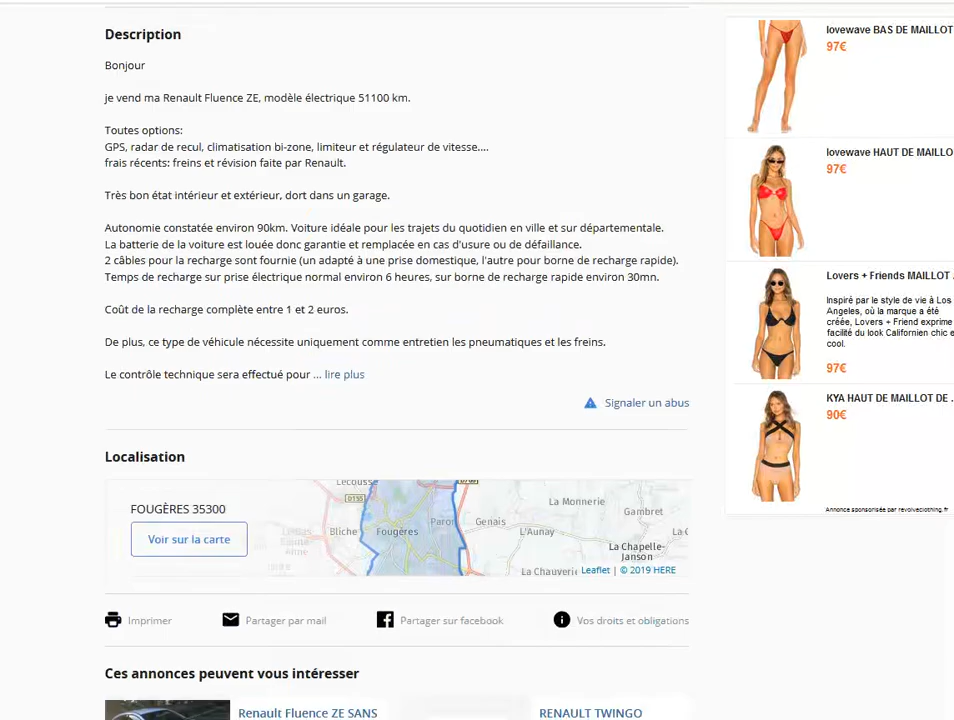 Description
Bonjour
je vend ma Renault Fluence ZE, modèle électrique 51100 km.
Toutes options:
GPS, radar de recul, climatisation bi-zone, limiteur et régulateur de vitesse....
frais récents: freins et révision faite par Renault.
Très bon état intérieur et extérieur, dort dans un garage.
Autonomie constatée environ 90km. Voiture idéale pour les trajets du quotidien en ville et sur départementale.
La batterie de la voiture est louée donc garantie et remplacée en cas d'usure ou de défaillance.
2 câbles pour la recharge sont fournie (un adapté à une prise domestique, l'autre pour borne de recharge rapide).
Temps de recharge sur prise électrique normal environ 6 heures, sur borne de recharge rapide environ 30mn.
Coût de la recharge complète entre 1 et 2 euros.
De plus, ce type de véhicule nécessite uniquement comme entretien les pneumatiques et les freins.
Le contrôle technique sera effectué pour ... lire plus
Signaler un abus
Localisation
FOUGÈRES 35300
Voir sur la carte
Lécousse
D155
Bliche
Fougères
Paron
Genais
La Monnerie
Gambret
L'Aunay
La Chapelle-
Janson
La Chauverie
Leaflet | © 2019 HERE
Imprimer
Partager par mail
Partager sur facebook
Vos droits et obligations
Ces annonces peuvent vous intéresser
Renault Fluence ZE SANS
RENAULT TWINGO
lovewave BAS DE MAILLOT
97€
lovewave HAUT DE MAILLO
97€
Lovers + Friends MAILLOT ...
Inspiré par le style de vie à Los
Angeles, où la marque a été
créée, Lovers + Friend exprime
facilité du look Californien chic e
cool.
97€
KYA HAUT DE MAILLOT DE ...
90€
Annonce sponsorisée par revolveclothing.fr